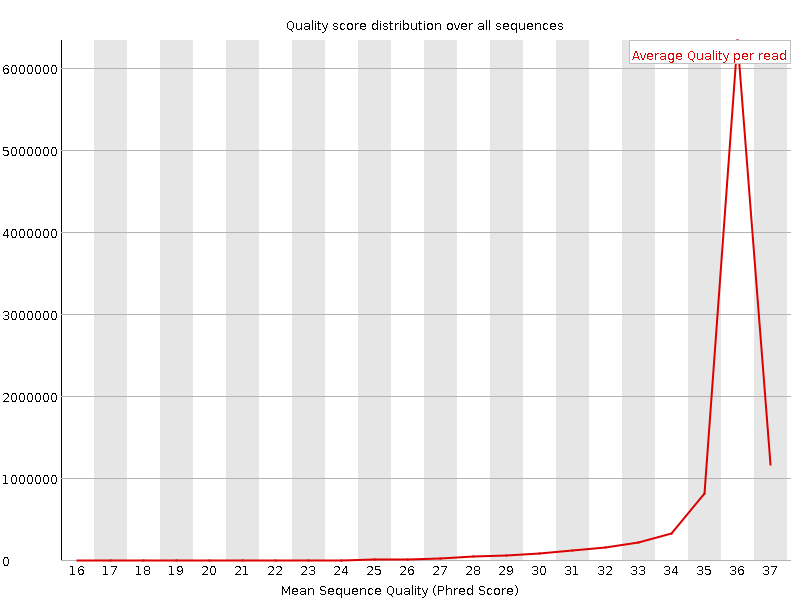 Quality score distribution over all sequences
Average Quality per read
6000000
5000000
4000000
3000000
2000000
1000000
0
16 17 18 19 20 21 22 23 24 25 26 27 28 29 30 31 32 33 34 35 36 37
Mean Sequence Quality (Phred Score)